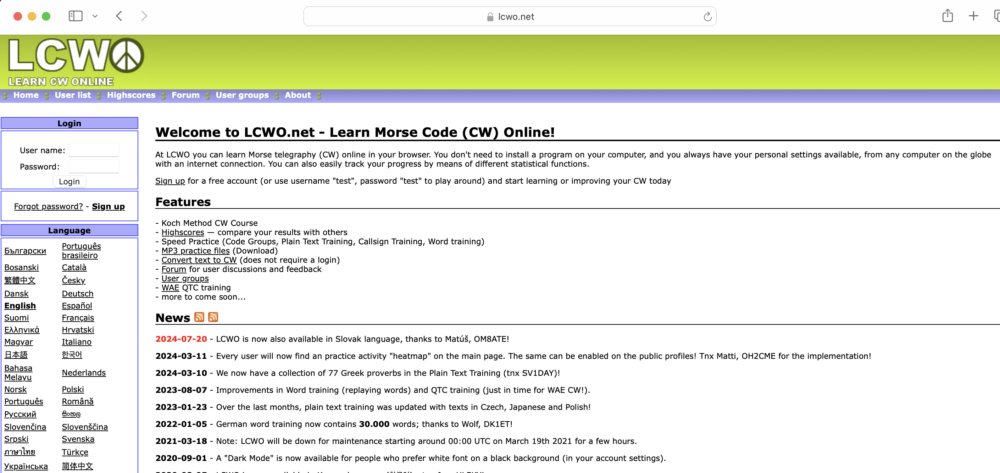 lcwo.net
LCWO
LEARN CW ONLINE
Home User list Highscores Forum User groups About
Login
User name:
Password:
Login
Forgot password? - Sign up
Language
Български Português brasileiro
Bosanski Català
繁體中文 Česky
Dansk Deutsch
English Español
Suomi Français
Ελληνικά Hrvatski
Magyar Italiano
日本語 한국어
Bahasa Melayu Nederlands
Norsk Polski
Português Română
Русский සිංහල
Slovenčina Slovenščina
Srpski Svenska
ภาษาไทย Türkçe
Українська 简体中文
Welcome to LCWO.net - Learn Morse Code (CW) Online!
At LCWO you can learn Morse telegraphy (CW) online in your browser. You don't need to install a program on your computer, and you always have your personal settings available, from any computer on the globe
with an internet connection. You can also easily track your progress by means of different statistical functions.
Sign up for a free account (or use username "test", password "test" to play around) and start learning or improving your CW today
Features
- Koch Method CW Course
- Highscores — compare your results with others
- Speed Practice (Code Groups, Plain Text Training, Callsign Training, Word training)
- MP3 practice files (Download)
- Convert text to CW (does not require a login)
- Forum for user discussions and feedback
- User groups
- WAE QTC training
- more to come soon...
News
2024-07-20 - LCWO is now also available in Slovak language, thanks to Matúš, OM8ATE!
2024-03-11 - Every user will now find an practice activity "heatmap" on the main page. The same can be enabled on the public profiles! Tnx Matti, OH2CME for the implementation!
2024-03-10 - We now have a collection of 77 Greek proverbs in the Plain Text Training (tnx SV1DAY)!
2023-08-07 - Improvements in Word training (replaying words) and QTC training (just in time for WAE CW!).
2023-01-23 - Over the last months, plain text training was updated with texts in Czech, Japanese and Polish!
2022-01-05 - German word training now contains 30.000 words; thanks to Wolf, DK1ET!
2021-03-18 - Note: LCWO will be down for maintenance starting around 00:00 UTC on March 19th 2021 for a few hours.
2020-09-01 - A "Dark Mode" is now available for people who prefer white font on a black background (in your account settings).